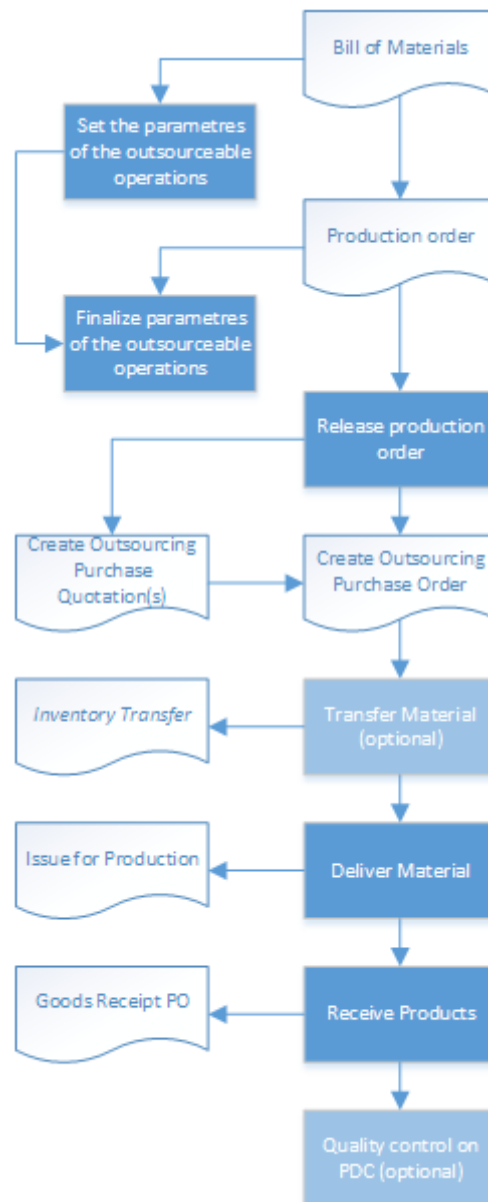 Bill of Materials
Set the parametres
of the outsourceable
operations
Production order
Finalize parametres
of the outsourceable
operations
Release production
order
Create Outsourcing
Purchase
Quotation(s)
Create Outsourcing
Purchase Order
Inventory Transfer
Transfer Material
(optional)
Issue for Production
Deliver Material
Goods Receipt PO
Receive Products
Quality control on
PDC (optional)